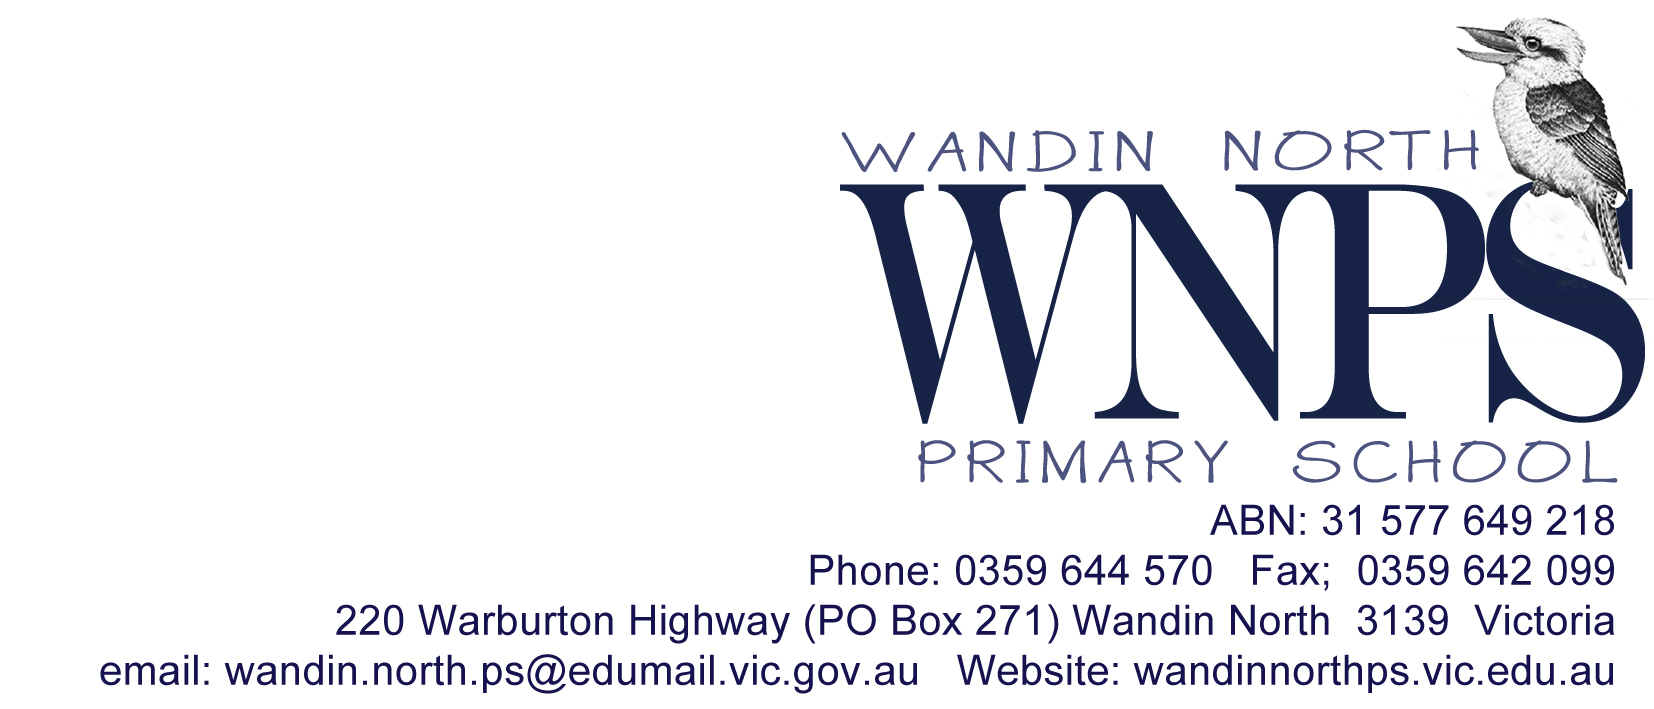 WANDIN NORTH
WNPS
PRIMARY SCHOOL
ABN: 31 577 649 218
Phone: 0359 644 570 Fax; 0359 642 099
220 Warburton Highway (PO Box 271) Wandin North 3139 Victoria
email: wandin.north.ps@edumail.vic.gov.au Website: wandinnorthps.vic.edu.au